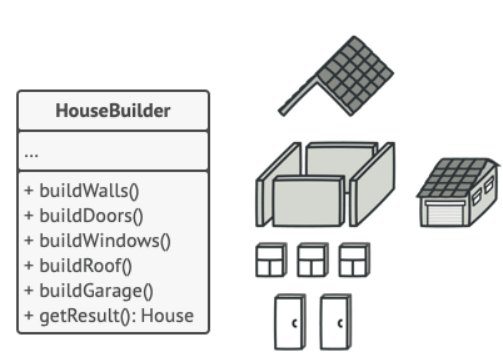 HouseBuilder
...
+ buildWalls()
+ buildDoors()
+ buildWindows()
+ buildRoof()
+ buildGarage()
+ getResult(): House